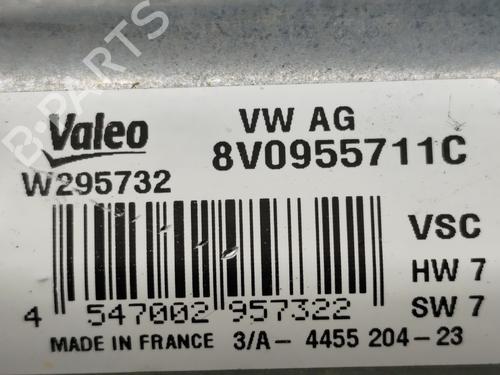 Valeo
VW AG
8V0955711C
W295732
VSC
HW 7
SW 7
4 547002 957322
MADE IN FRANCE 3/A- 4455 204-23
B-PARTS